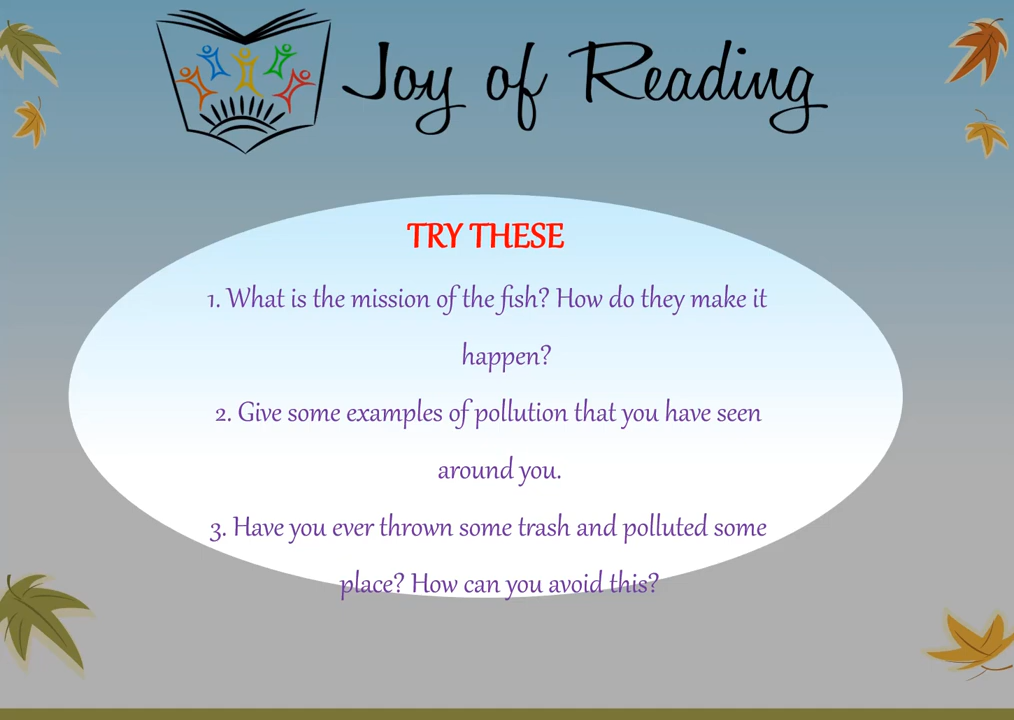 Joy of Reading
TRY THESE
1. What is the mission of the fish? How do they make it
happen?
2. Give some examples of pollution that you have seen
around you.
3. Have you ever thrown some trash and polluted some
place? How can you avoid this?